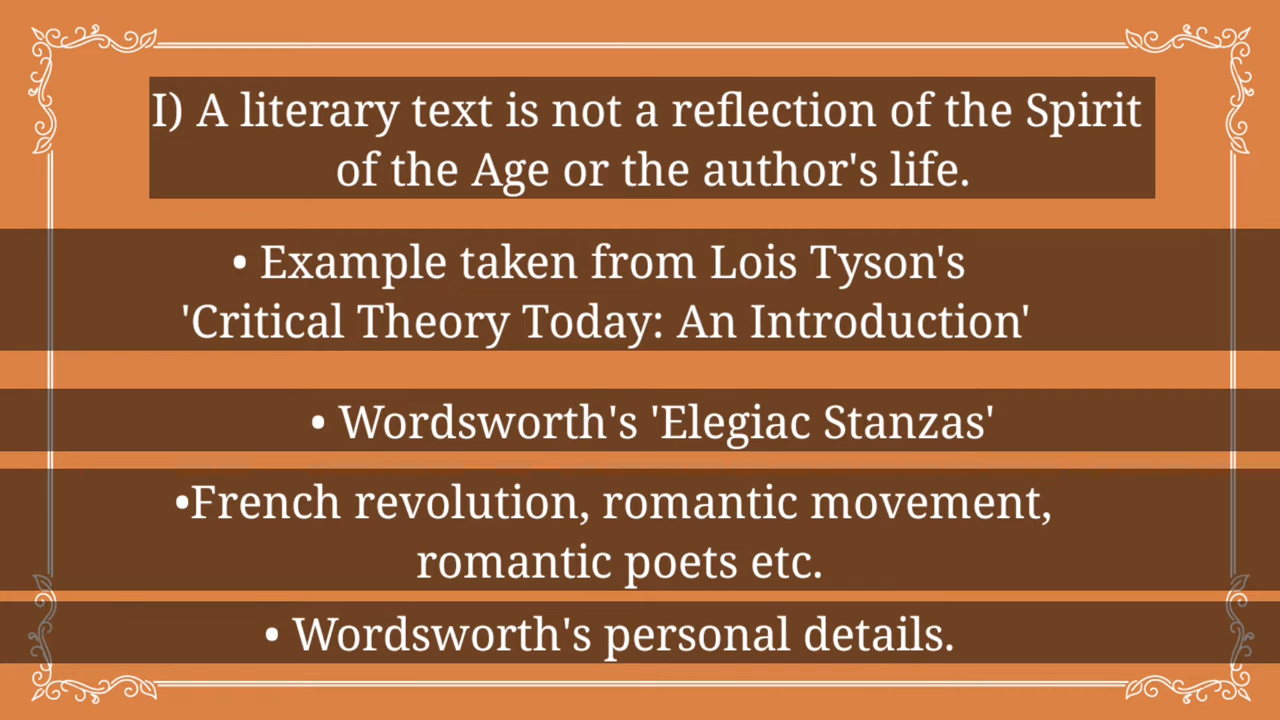 I) A literary text is not a reflection of the Spirit
of the Age or the author's life.
• Example taken from Lois Tyson's
'Critical Theory Today: An Introduction'
• Wordsworth's 'Elegiac Stanzas'
•French revolution, romantic movement,
romantic poets etc.
• Wordsworth's personal details.